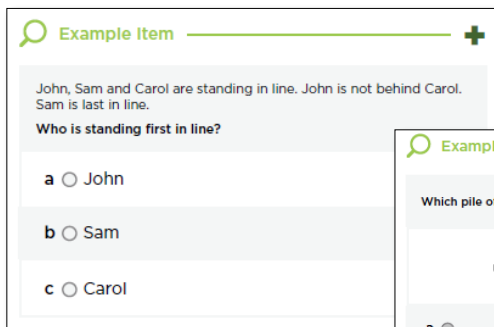 Example Item
John, Sam and Carol are standing in line. John is not behind Carol.
Sam is last in line.
Who is standing first in line?
a John
b Sam
c Carol
Which pile